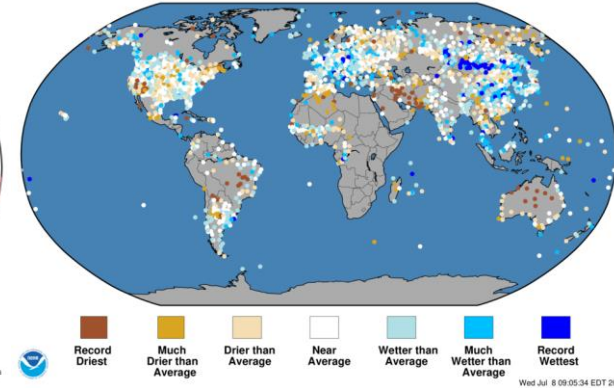 Record Driest
Much Drier than Average
Drier than Average
Near Average
Wetter than Average
Much Wetter than Average
Record Wettest
Wed Jul 8 09:05:34 EDT